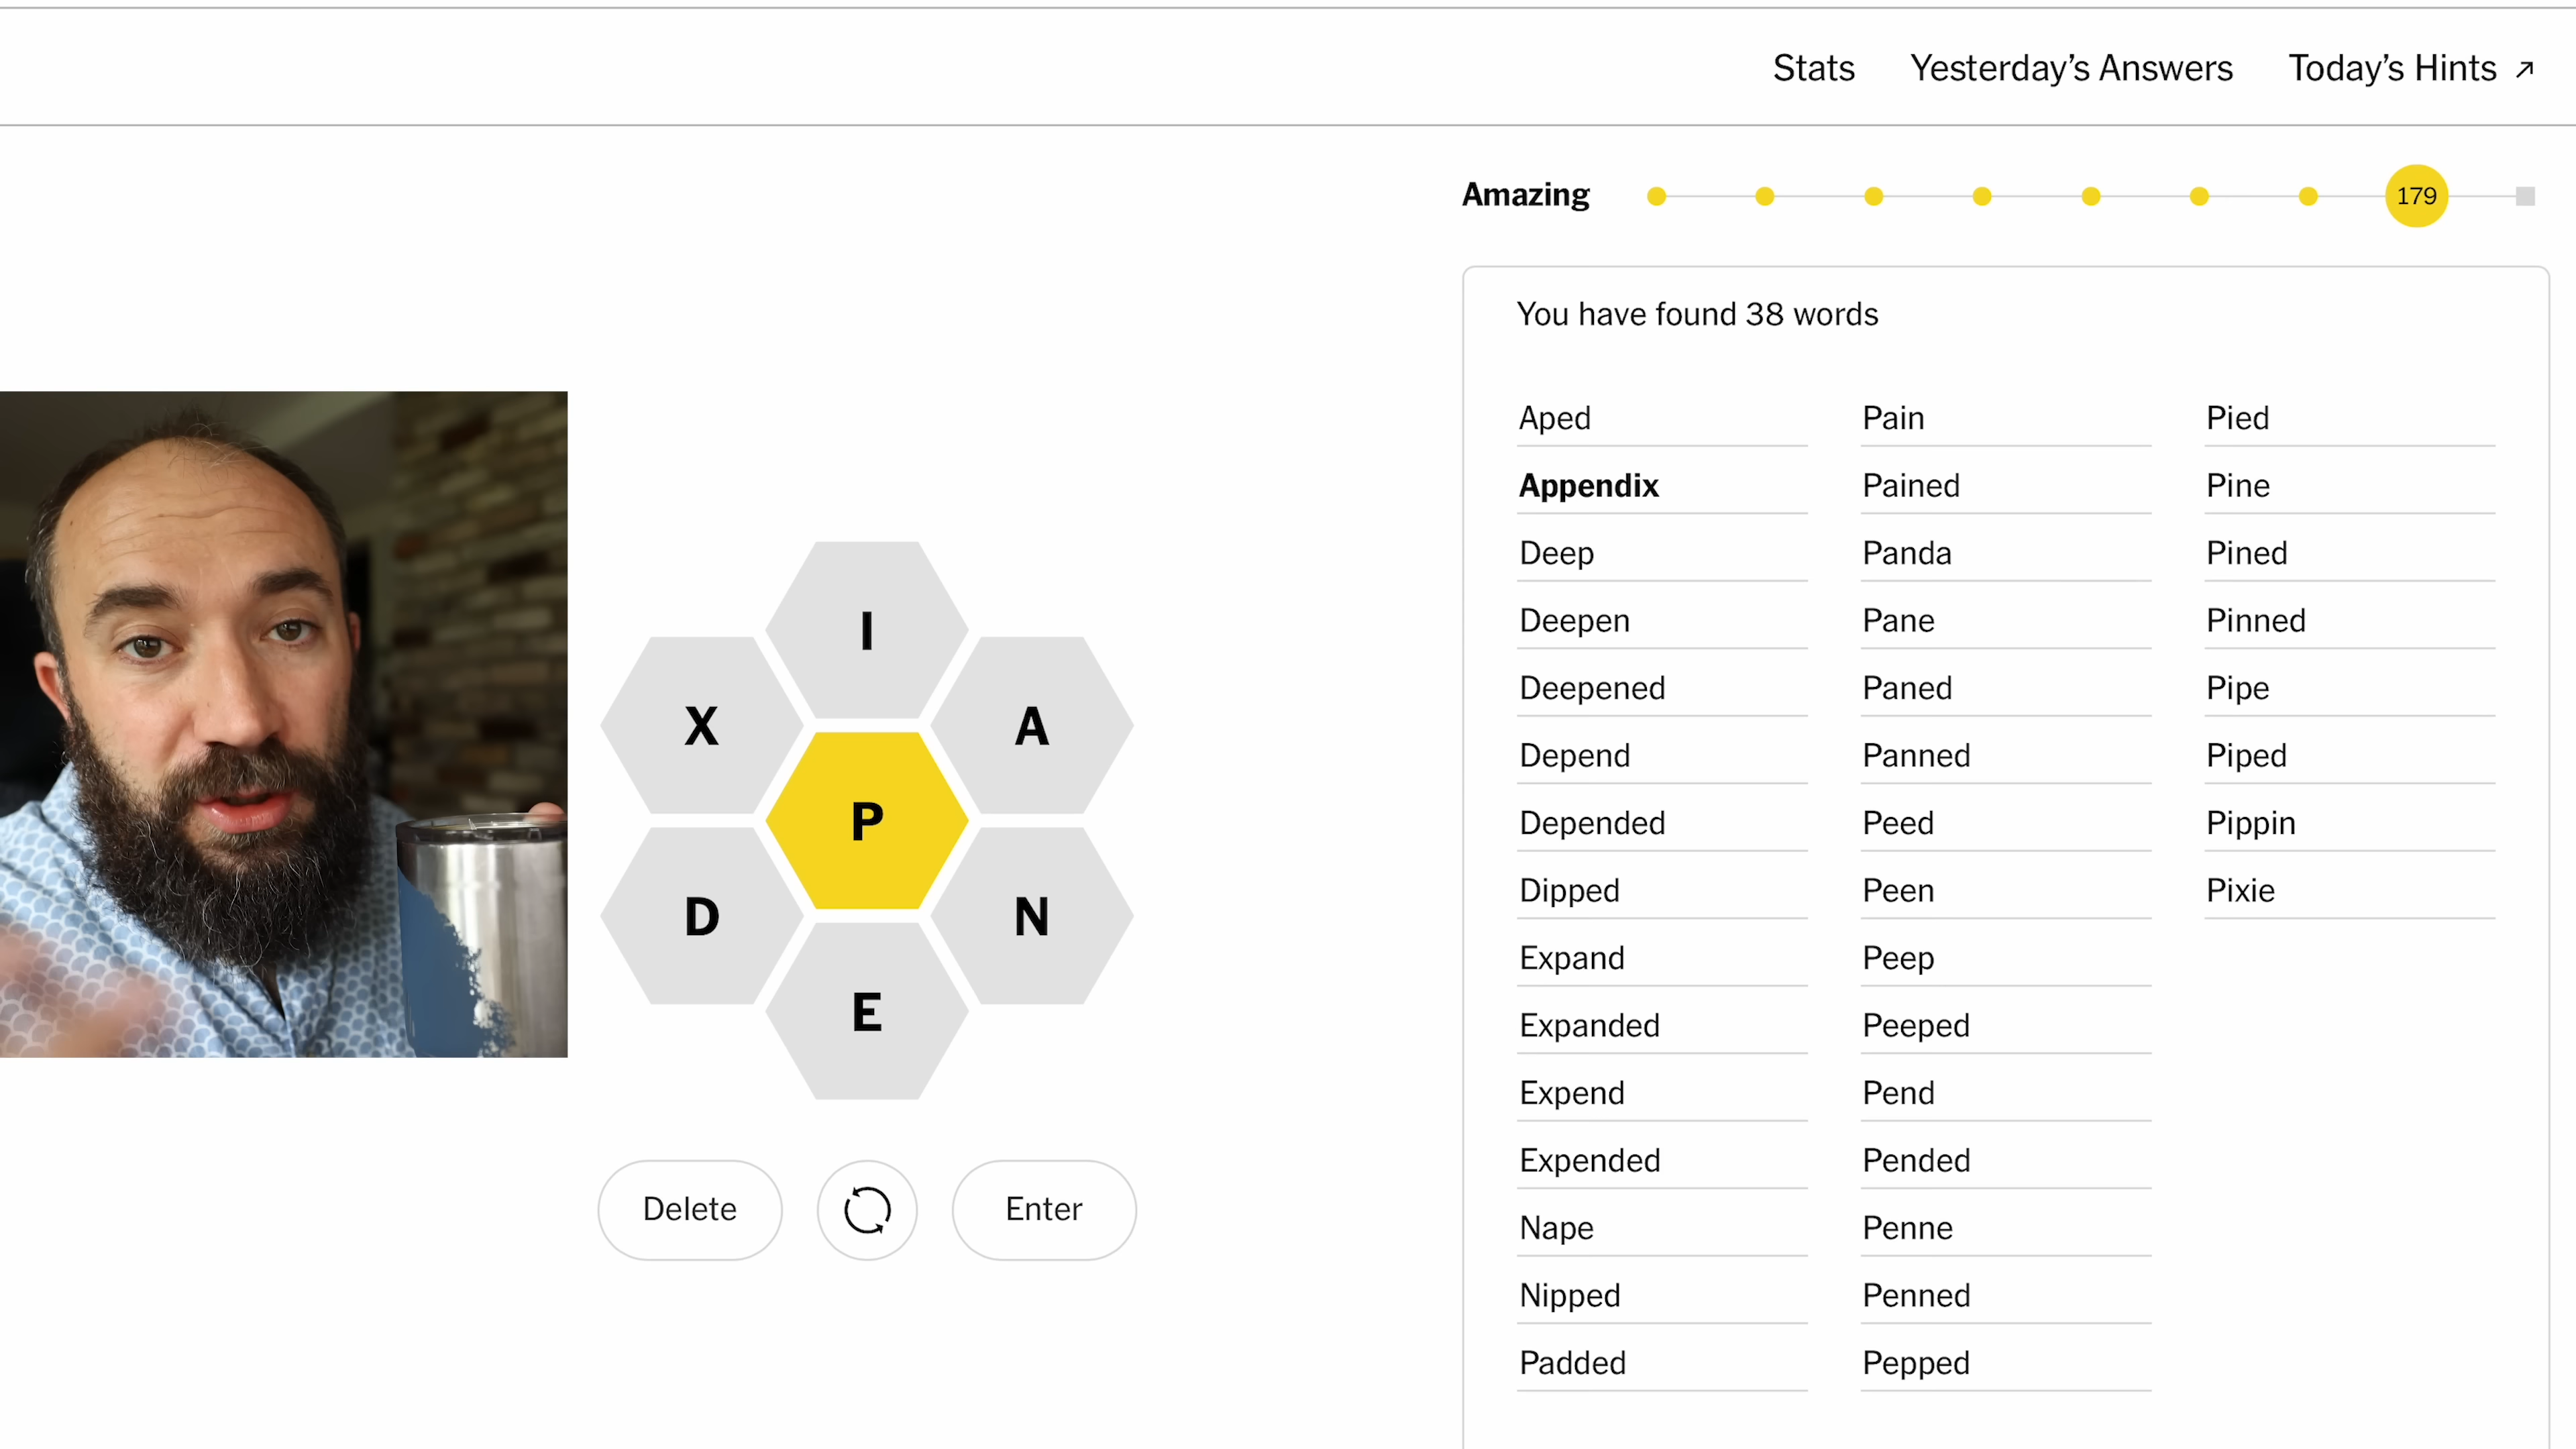 Stats Yesterday's Answers Today's Hints ↗
Amazing 179
You have found 38 words
Aped
Appendix
Deep
Deepen
Deepened
Depend
Depended
Dipped
Expand
Expanded
Expend
Expended
Nape
Nipped
Padded
Pain
Pained
Panda
Pane
Paned
Panned
Peed
Peen
Peep
Peeped
Pend
Pended
Penne
Penned
Pepped
Pied
Pine
Pined
Pinned
Pipe
Piped
Pippin
Pixie
I
X
A
P
D
N
E
Delete
Enter